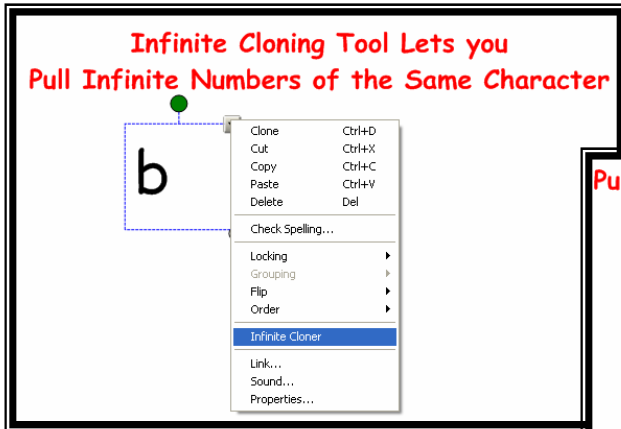 Infinite Cloning Tool Lets you
Pull Infinite Numbers of the Same Character
b
Clone Ctrl+D
Cut Ctrl+X
Copy Ctrl+C
Paste Ctrl+V
Delete Del
Check Spelling...
Locking
Grouping
Flip
Order
Infinite Cloner
Link...
Sound...
Properties...
Pu